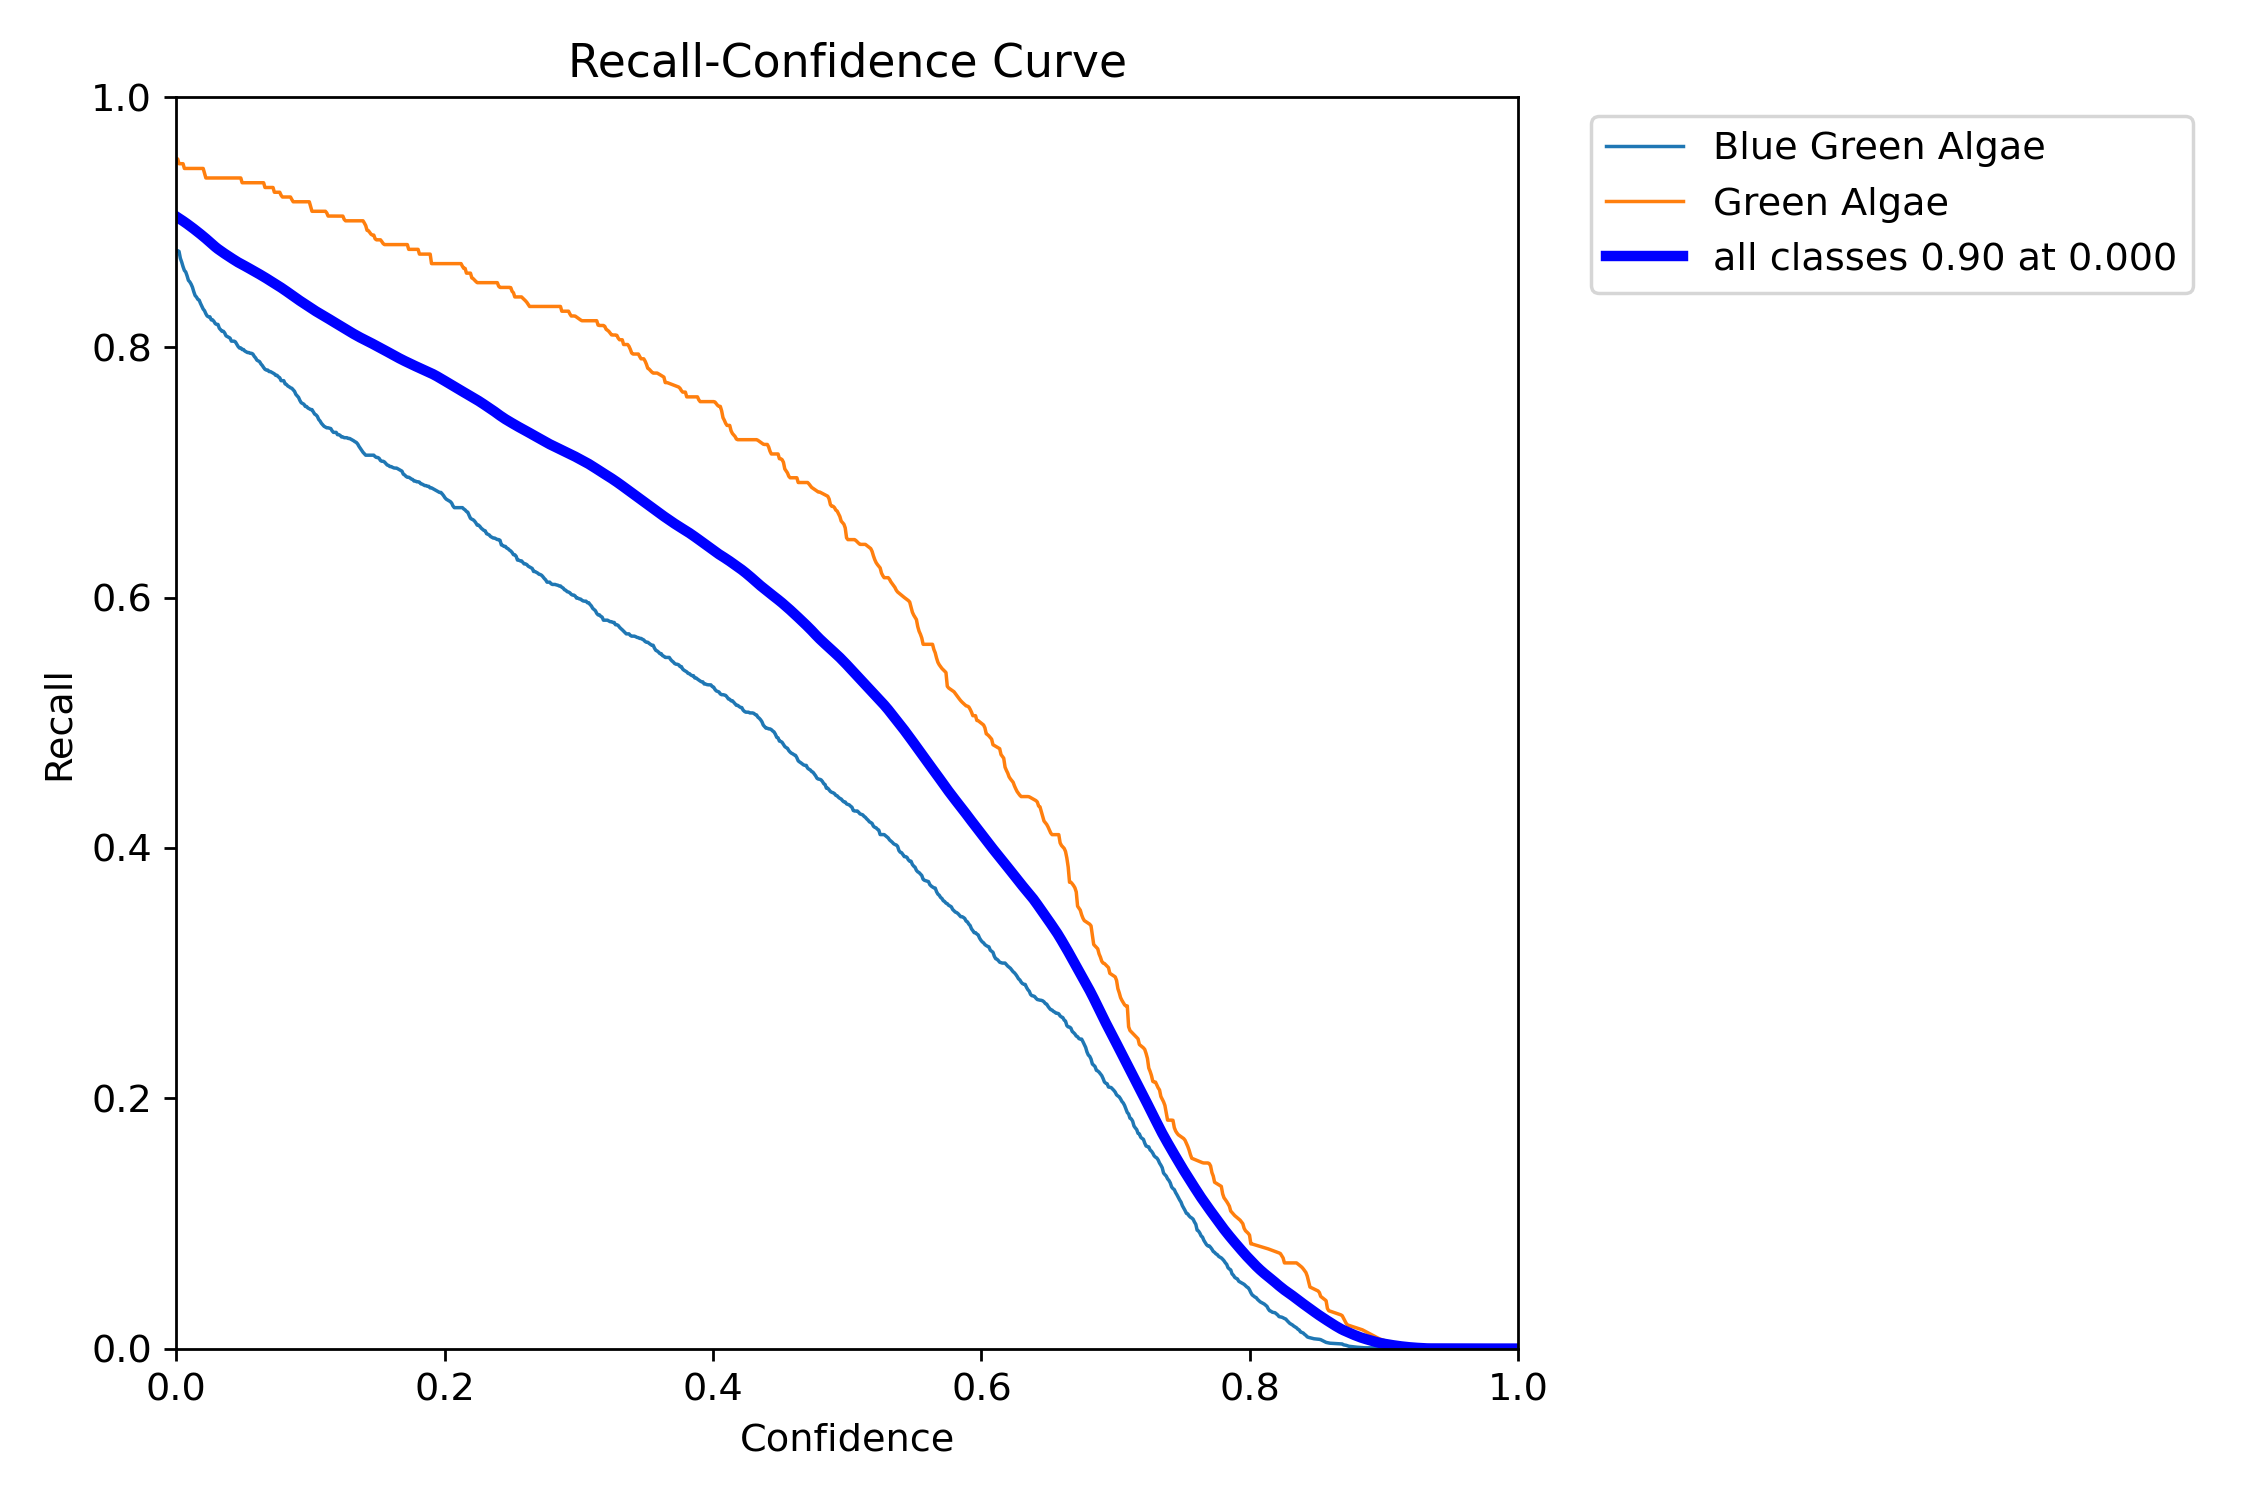 Recall-Confidence Curve
1.0
0.8
0.6
0.4
0.2
0.0
Recall
0.0 0.2 0.4 0.6 0.8 1.0
Confidence
Blue Green Algae
Green Algae
all classes 0.90 at 0.000